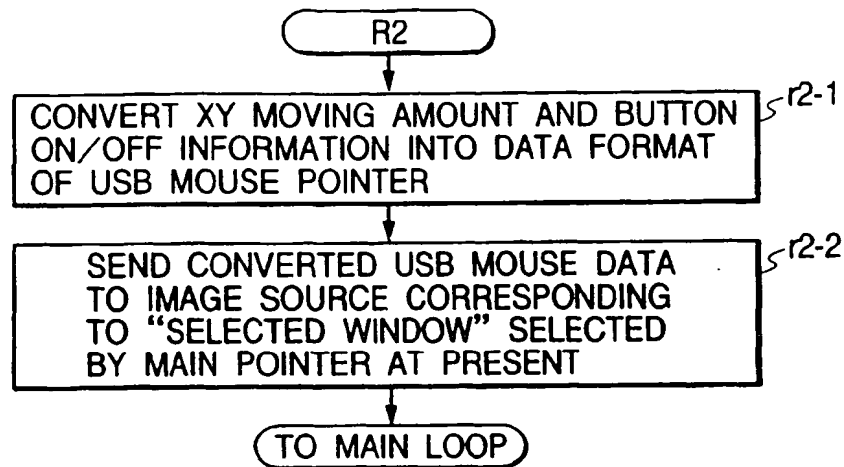 R2
CONVERT XY MOVING AMOUNT AND BUTTON
ON/OFF INFORMATION INTO DATA FORMAT
OF USB MOUSE POINTER
r2-1
SEND CONVERTED USB MOUSE DATA
TO IMAGE SOURCE CORRESPONDING
TO “SELECTED WINDOW” SELECTED
BY MAIN POINTER AT PRESENT
r2-2
TO MAIN LOOP